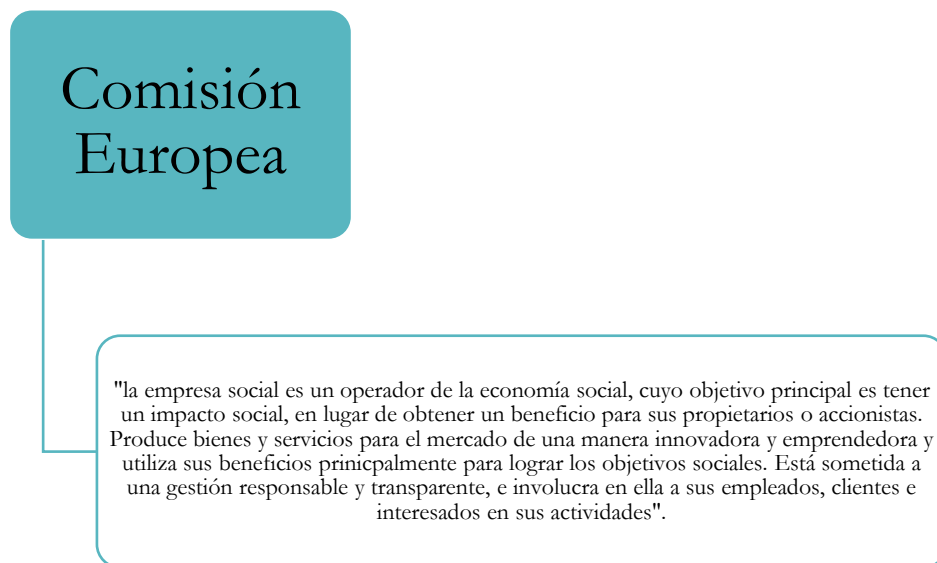 Comisión
Europea
"la empresa social es un operador de la economía social, cuyo objetivo principal es tener
un impacto social, en lugar de obtener un beneficio para sus propietarios o accionistas.
Produce bienes y servicios para el mercado de una manera innovadora y emprendedora y
utiliza sus beneficios prinicpalmente para lograr los objetivos sociales. Está sometida a
una gestión responsable y transparente, e involucra en ella a sus empleados, clientes e
interesados en sus actividades".